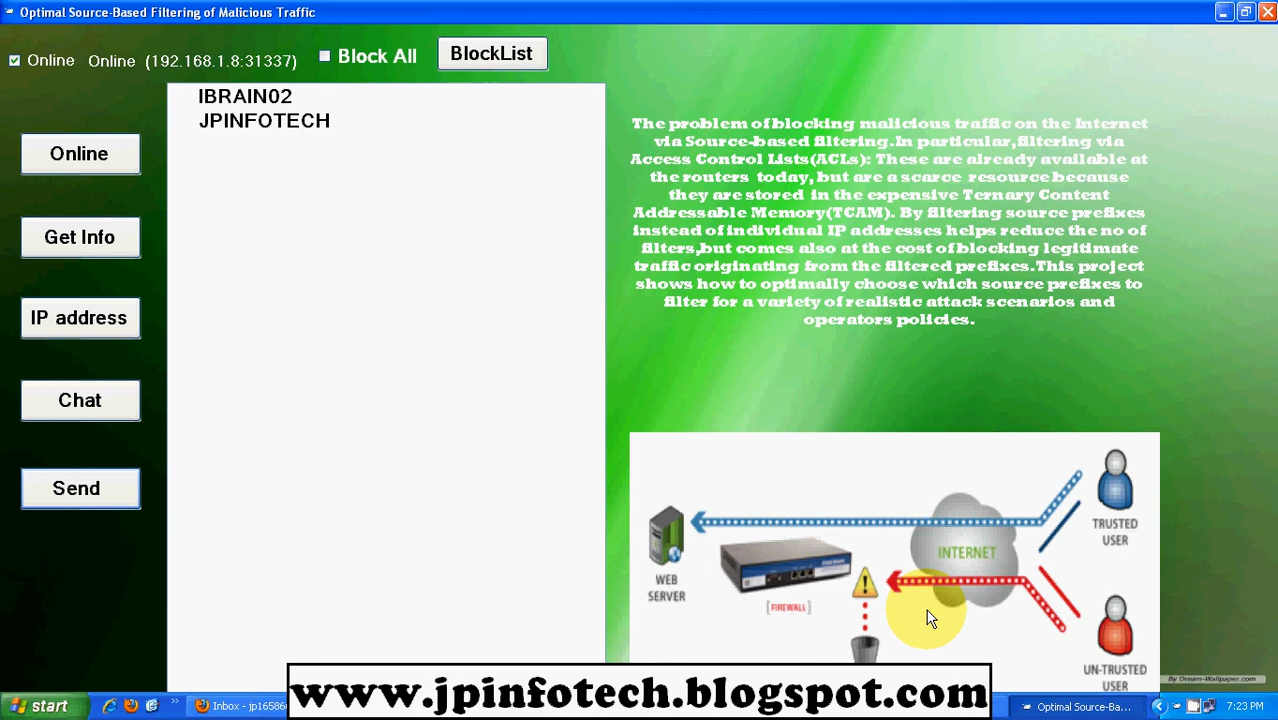 Optimal Source-Based Filtering of Malicious Traffic
Online Online (192.168.1.8:31337) Block All BlockList
IBRAIN02
JPINFOTECH
Online
Get Info
IP address
Chat
Send
The problem of blocking malicious traffic on the Internet
via Source-based filtering.In particular,filtering via
Access Control Lists(ACLs): These are already available at
the routers today, but are a scarce resource because
they are stored in the expensive Ternary Content
Addressable Memory(TCAM). By filtering source prefixes
instead of individual IP addresses helps reduce the no of
filters,but comes also at the cost of blocking legitimate
traffic originating from the filtered prefixes.This project
shows how to optimally choose which source prefixes to
filter for a variety of realistic attack scenarios and
operators policies.
TRUSTED
USER
INTERNET
WEB
SERVER
[FIREWALL]
UN-TRUSTED
USER
By Dream-Wallpaper.com
www.jpinfotech.blogspot.com
start
Inbox - jp16586
Optimal Source-Ba...
7:23 PM